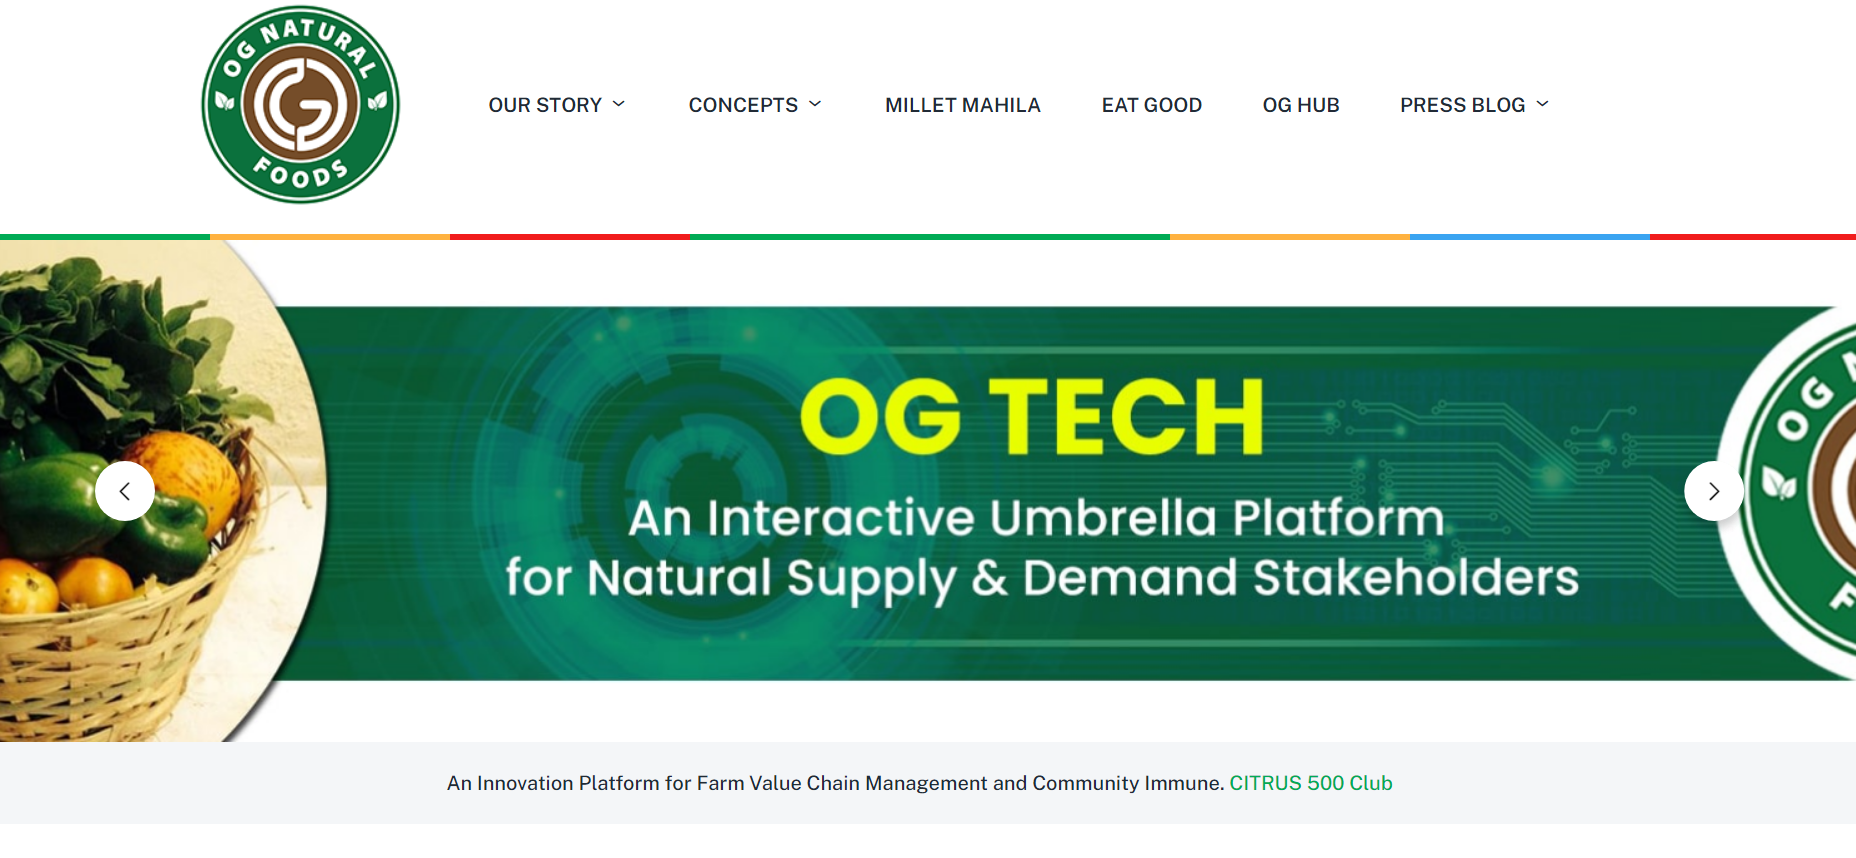 OG NATURAL
FOODS
OUR STORY
CONCEPTS
MILLET MAHILA
EAT GOOD
OG HUB
PRESS BLOG
OG TECH
An Interactive Umbrella Platform
for Natural Supply & Demand Stakeholders
OG
An Innovation Platform for Farm Value Chain Management and Community Immune. CITRUS 500 Club